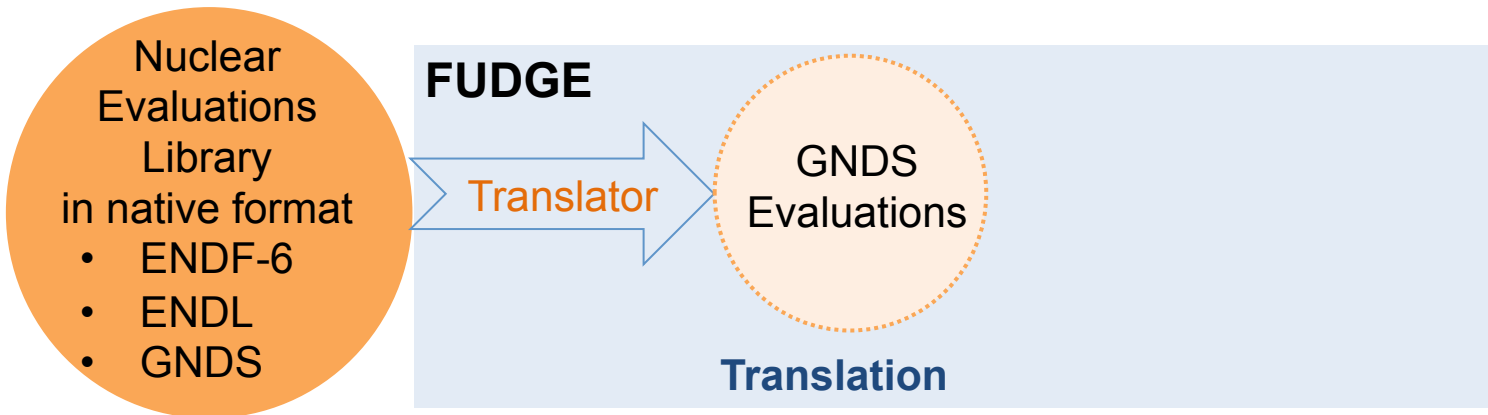 Nuclear
Evaluations
Library
in native format
• ENDF-6
• ENDL
• GNDS
FUDGE
Translator
GNDS
Evaluations
Translation